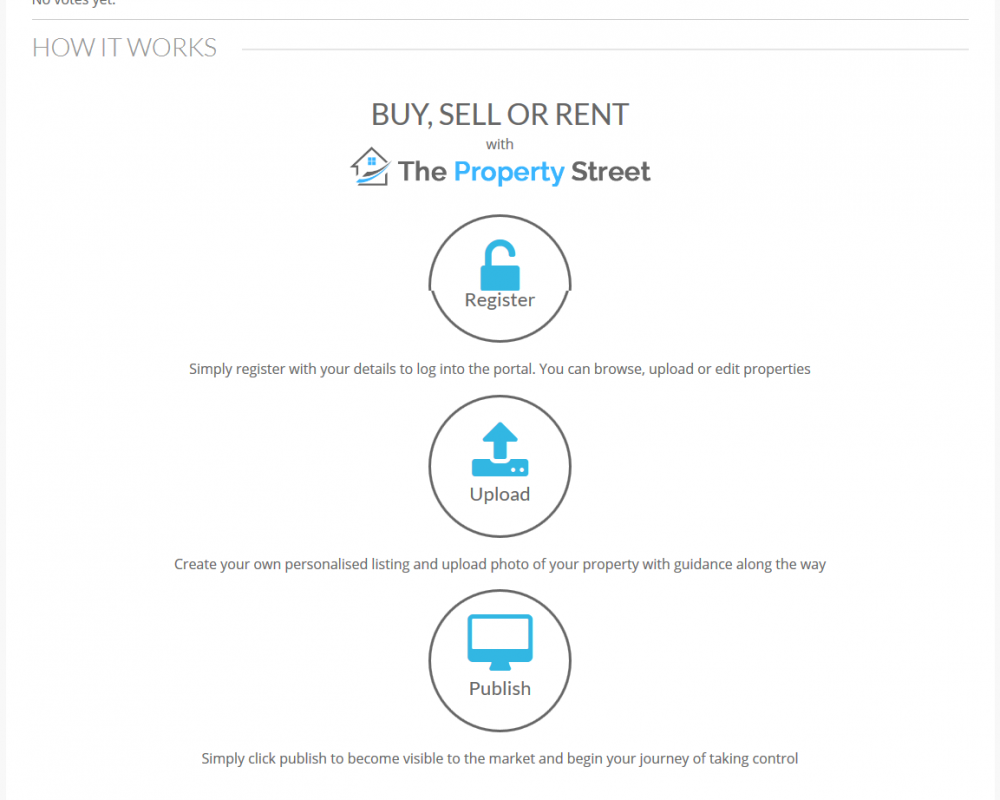 No votes yet.
HOW IT WORKS
BUY, SELL OR RENT
with
The Property Street
Register
Simply register with your details to log into the portal. You can browse, upload or edit properties
Upload
Create your own personalised listing and upload photo of your property with guidance along the way
Publish
Simply click publish to become visible to the market and begin your journey of taking control